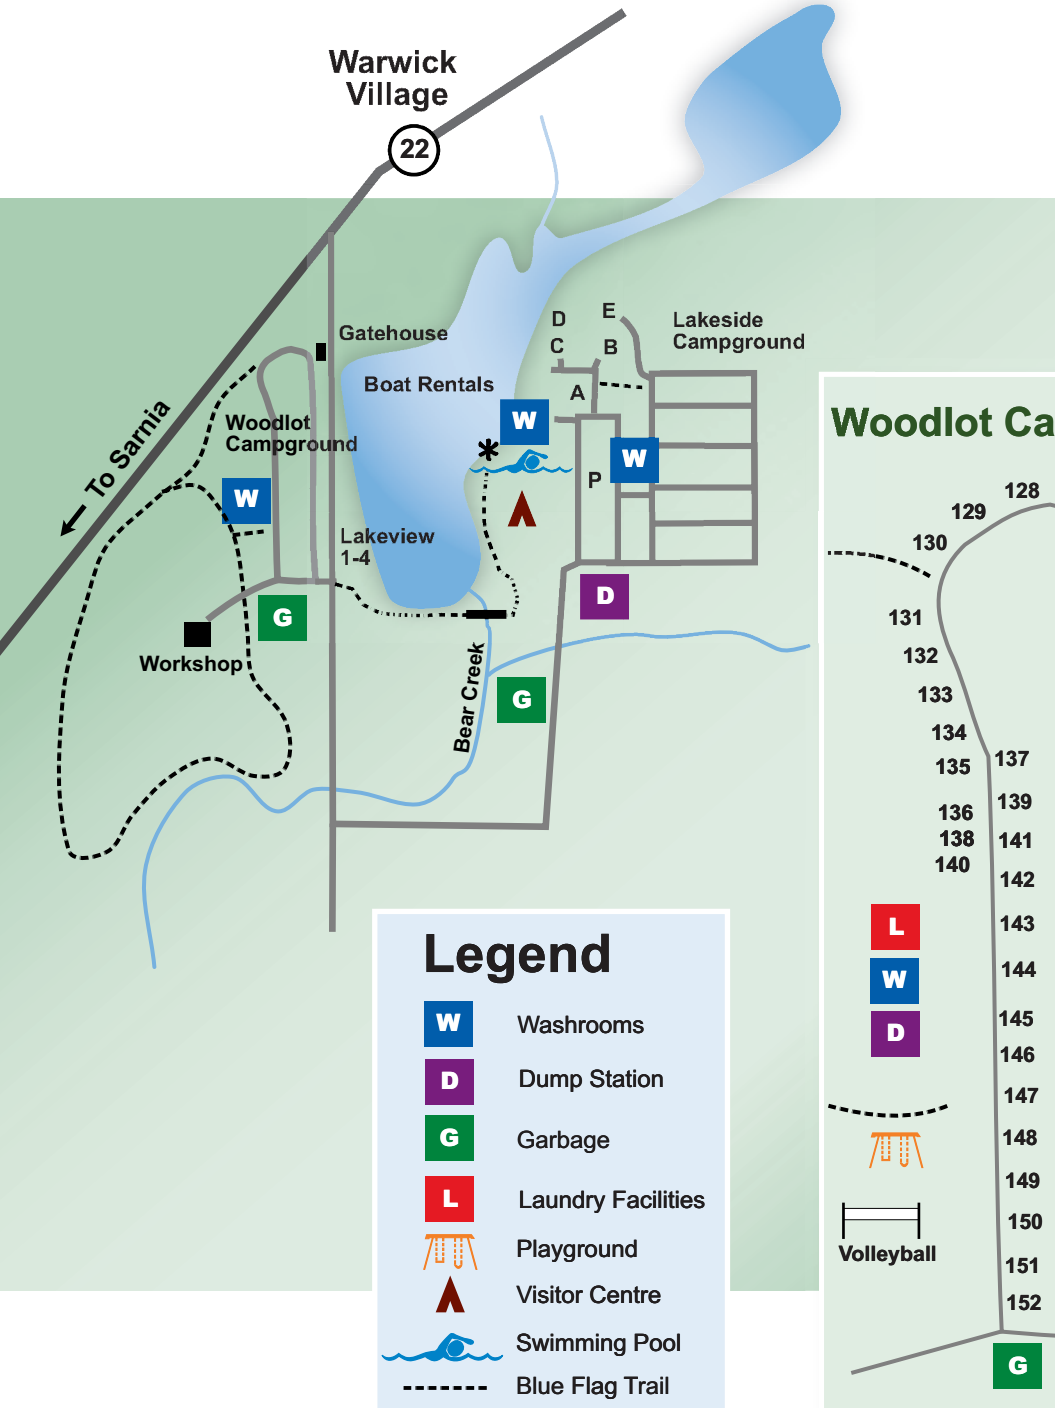 Warwick
Village
22
Gatehouse
Boat Rentals
D
E
C
B
A
P
Lakeside
Campground
To Sarnia
Woodlot
Campground
W
W
W
Lakeview
1-4
D
G
Workshop
Bear Creek
G
Legend
W Washrooms
D Dump Station
G Garbage
L Laundry Facilities
Playground
Visitor Centre
Swimming Pool
Blue Flag Trail
Woodlot Ca
128
129
130
131
132
133
134
135
137
136
139
138
141
140
142
143
L
W
144
D
145
146
147
148
149
150
Volleyball
151
152
G